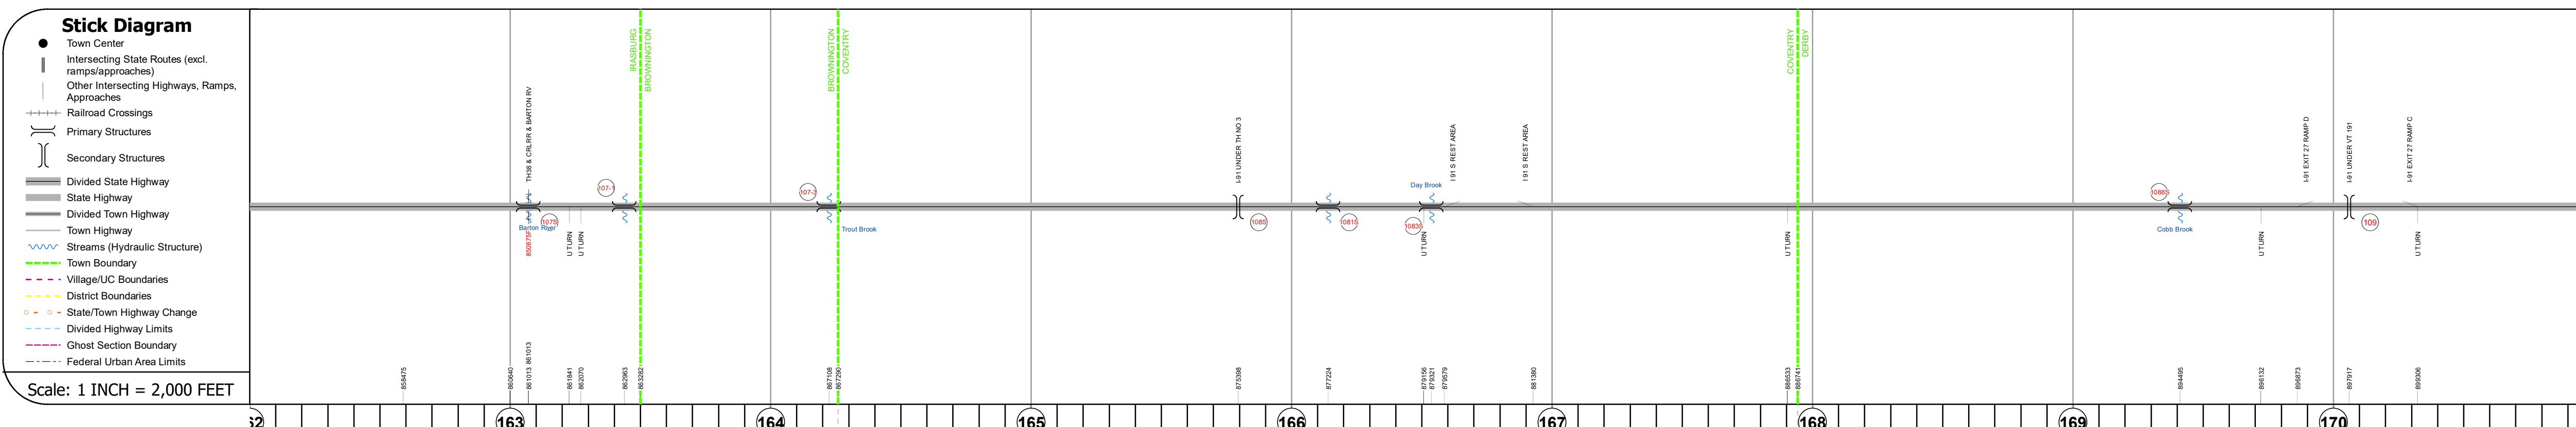 Stick Diagram
Town Center
Intersecting State Routes (excl.
ramps/approaches)
Other Intersecting Highways, Ramps,
Approaches
Railroad Crossings
Primary Structures
Secondary Structures
Divided State Highway
State Highway
Divided Town Highway
Town Highway
Streams (Hydraulic Structure)
Town Boundary
Village/UC Boundaries
District Boundaries
State/Town Highway Change
Divided Highway Limits
Ghost Section Boundary
Federal Urban Area Limits
Scale: 1 INCH = 2,000 FEET
IRASBURG
BROWNINGTON
BROWNINGTON
COVENTRY
COVENTRY
DERBY
TH38 & CRLRR & BARTON RV
I-91 UNDER TH NO 3
I 91 S REST AREA
I 91 S REST AREA
I-91 EXIT 27 RAMP D
I-91 UNDER VT 191
I-91 EXIT 27 RAMP C
107-1
107-3
107S
108S
1081S
1083S
1088S
109
Barton River
Trout Brook
Day Brook
Cobb Brook
850875F
U TURN
U TURN
U TURN
U TURN
U TURN
U TURN
858475
860640
861013
861013
861841
862070
862963
863282
867108
867290
875398
877224
879156
879321
879579
881380
886533
886741
894495
896132
896873
897917
899306
163
164
165
166
167
168
169
170